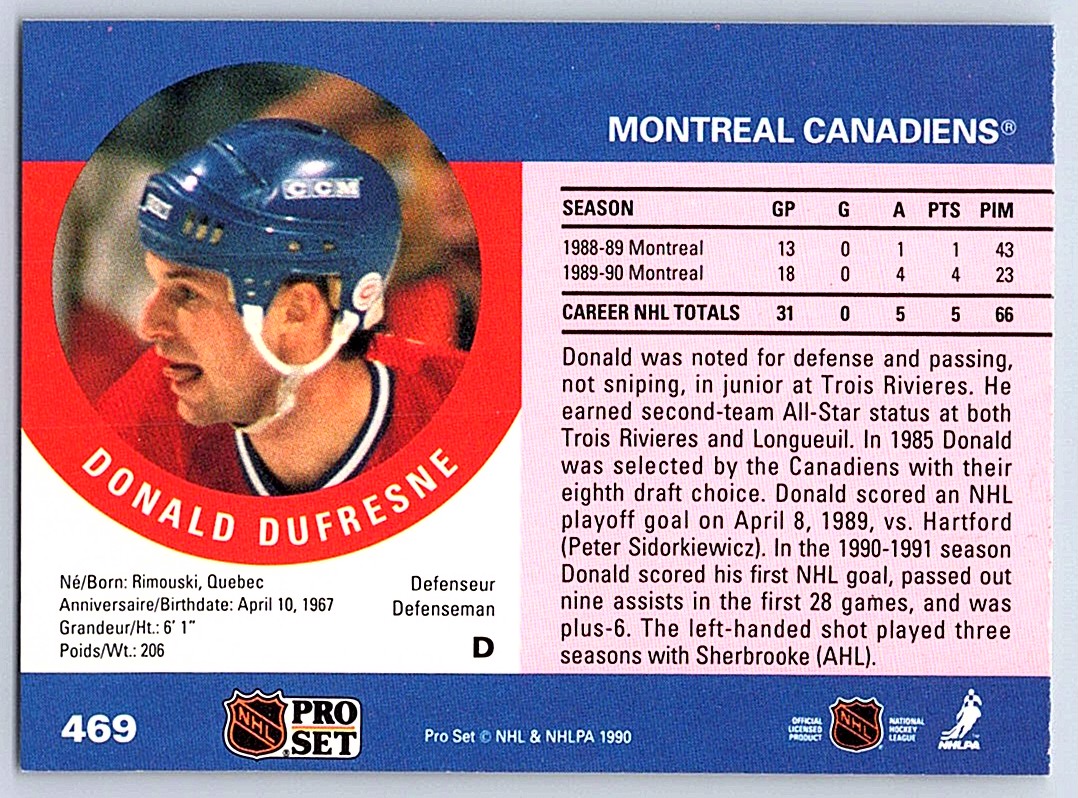 MONTREAL CANADIENS®
CCM
DONALD DUFRESNE
Né/Born: Rimouski, Quebec
Anniversaire/Birthdate: April 10, 1967
Grandeur/Ht.: 6' 1"
Poids/Wt.: 206
Defenseur
Defenseman
D
SEASON GP G A PTS PIM
1988-89 Montreal 13 0 1 1 43
1989-90 Montreal 18 0 4 4 23
CAREER NHL TOTALS 31 0 5 5 66
Donald was noted for defense and passing,
not sniping, in junior at Trois Rivieres. He
earned second-team All-Star status at both
Trois Rivieres and Longueuil. In 1985 Donald
was selected by the Canadiens with their
eighth draft choice. Donald scored an NHL
playoff goal on April 8, 1989, vs. Hartford
(Peter Sidorkiewicz). In the 1990-1991 season
Donald scored his first NHL goal, passed out
nine assists in the first 28 games, and was
plus-6. The left-handed shot played three
seasons with Sherbrooke (AHL).
469
NHL
®
PRO
SET
Pro Set © NHL & NHLPA 1990
OFFICIAL
LICENSED
PRODUCT
NHL
NATIONAL
HOCKEY
LEAGUE
NHLPA